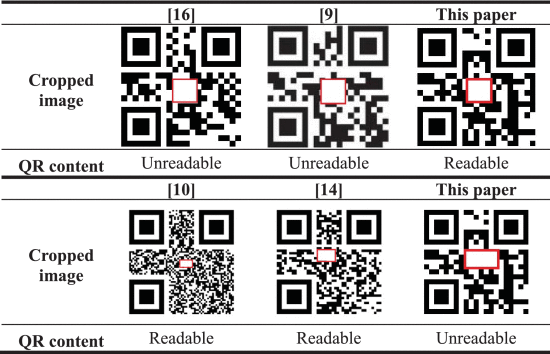 [16] [9] This paper
Cropped
image
QR content Unreadable Unreadable Readable
[10] [14] This paper
Cropped
image
QR content Readable Readable Unreadable